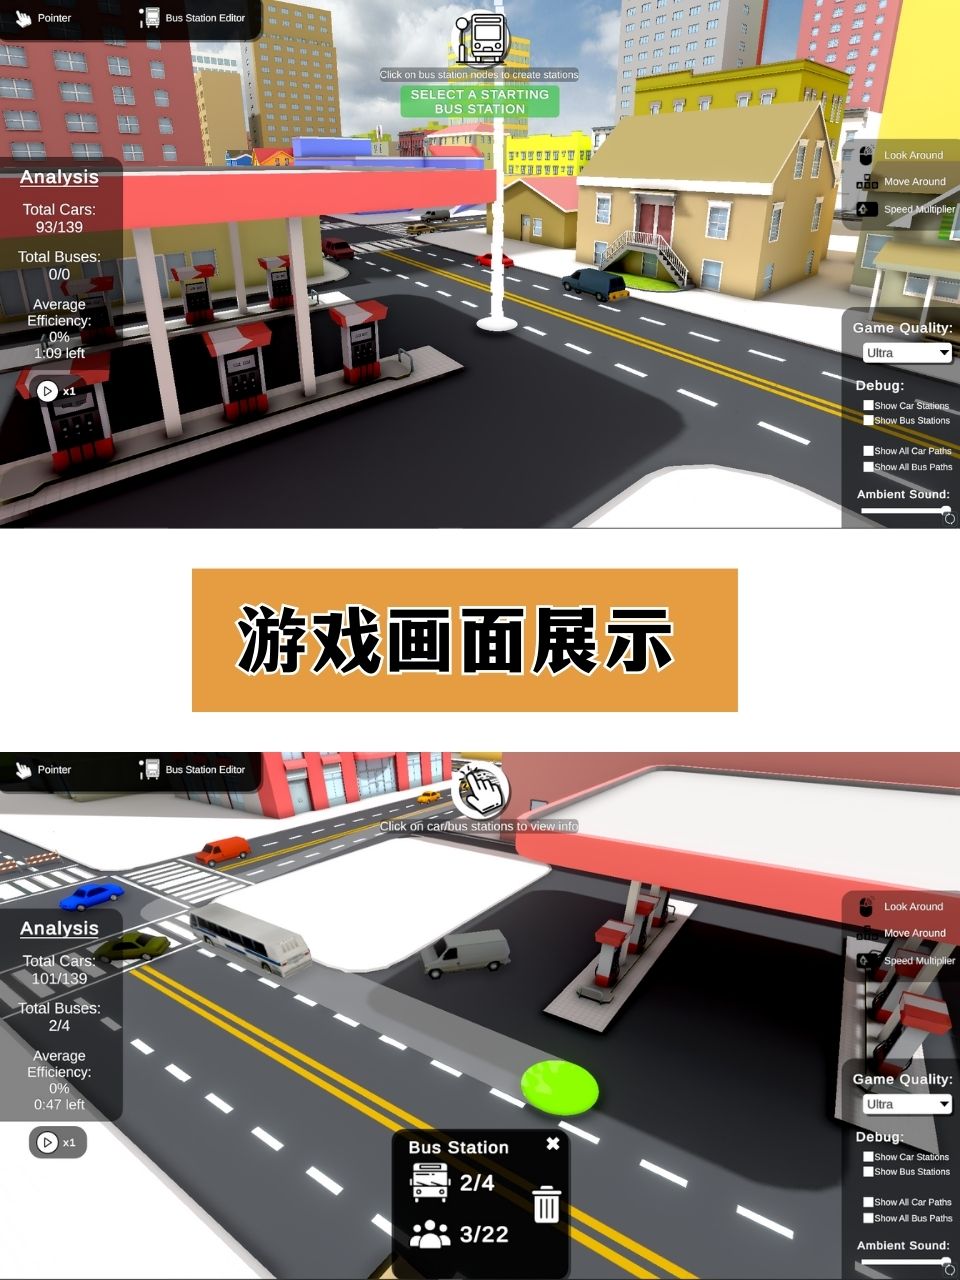 Pointer
Bus Station Editor
Click on bus station nodes to create stations
SELECT A STARTING
BUS STATION
Look Around
Move Around
Speed Multiplier
Analysis
Total Cars:
93/139
Total Buses:
0/0
Average
Efficiency:
0%
1:09 left
x1
Game Quality:
Ultra
Debug:
Show Car Stations
Show Bus Stations
Show All Car Paths
Show All Bus Paths
Ambient Sound:
游戏画面展示
Pointer
Bus Station Editor
Click on car/bus stations to view info
Look Around
Move Around
Speed Multiplier
Analysis
Total Cars:
101/139
Total Buses:
2/4
Average
Efficiency:
0%
0:47 left
x1
Bus Station
2/4
3/22
Game Quality:
Ultra
Debug:
Show Car Stations
Show Bus Stations
Show All Car Paths
Show All Bus Paths
Ambient Sound: